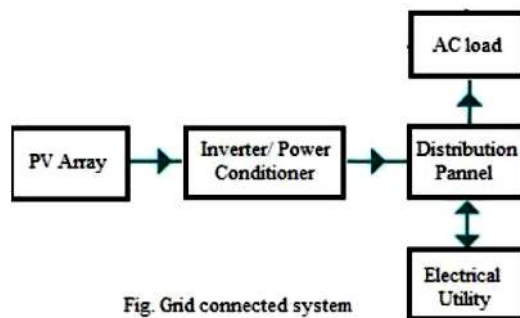 AC load
PV Array
Inverter/ Power
Conditioner
Distribution
Pannel
Electrical
Utility
Fig. Grid connected system